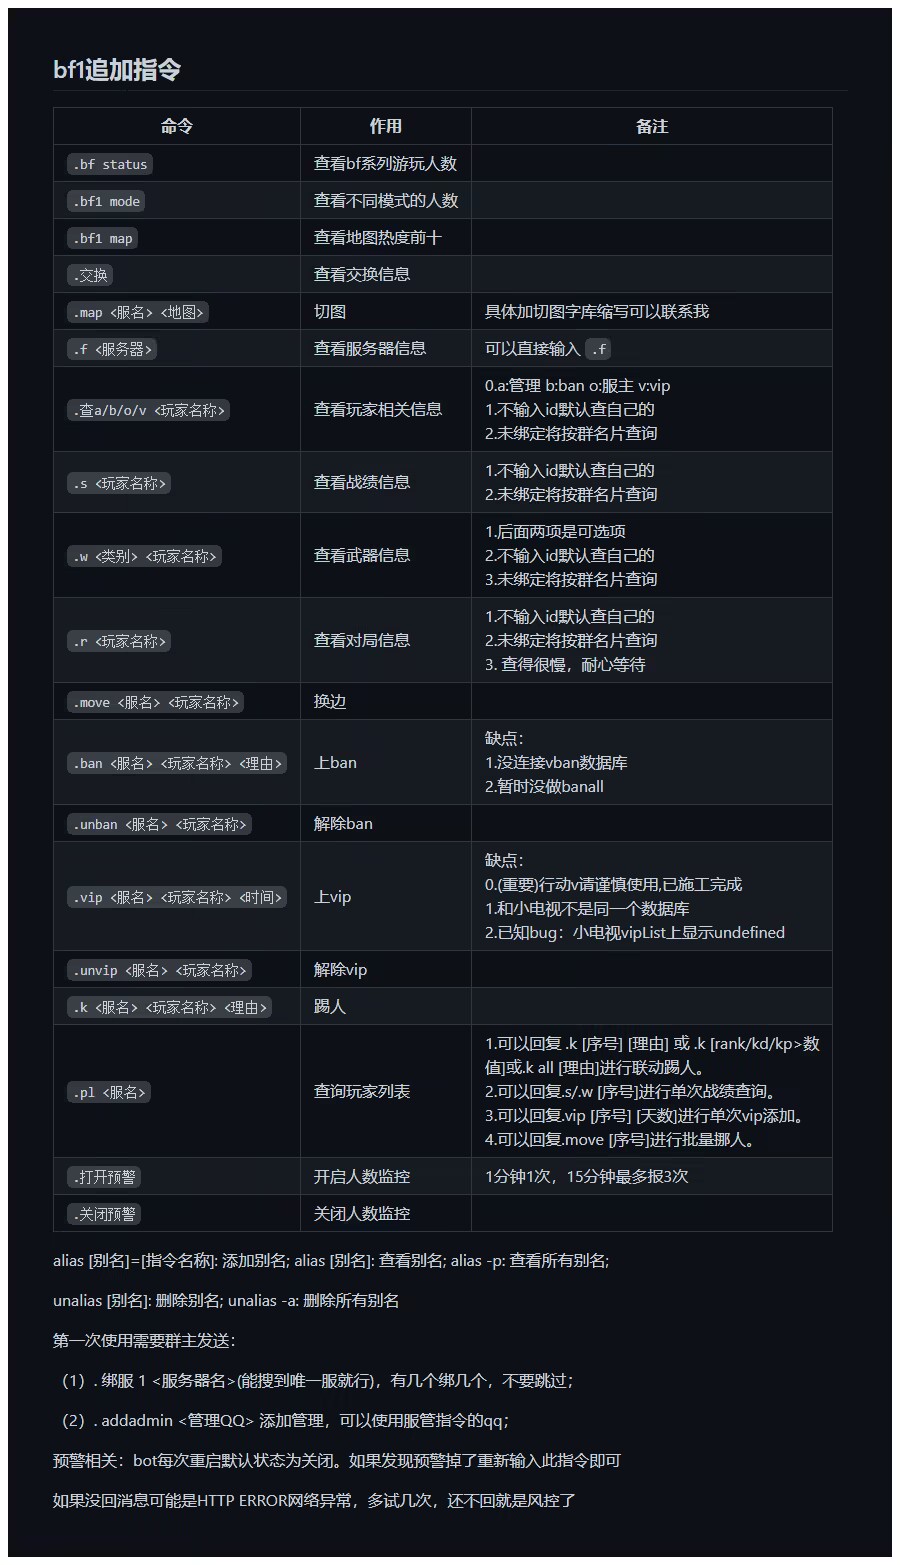 bf1追加指令
命令 作用 备注
.bf status 查看bf系列游玩人数
.bf1 mode 查看不同模式的人数
.bf1 map 查看地图热度前十
.交换 查看交换信息
.map <服名> <地图> 切图 具体加切图字库缩写可以联系我
.f <服务器> 查看服务器信息 可以直接输入 .f
.查a/b/o/v <玩家名称> 查看玩家相关信息 0.a:管理 b:ban o:服主 v:vip
1.不输入id默认查自己的
2.未绑定将按群名片查询
.s <玩家名称> 查看战绩信息 1.不输入id默认查自己的
2.未绑定将按群名片查询
.w <类别> <玩家名称> 查看武器信息 1.后面两项是可选项
2.不输入id默认查自己的
3.未绑定将按群名片查询
.r <玩家名称> 查看对局信息 1.不输入id默认查自己的
2.未绑定将按群名片查询
3. 查得很慢，耐心等待
.move <服名> <玩家名称> 换边
.ban <服名> <玩家名称> <理由> 上ban 缺点：
1.没连接vban数据库
2.暂时没做banall
.unban <服名> <玩家名称> 解除ban
.vip <服名> <玩家名称> <时间> 上vip 缺点：
0.(重要)行动v请谨慎使用,已施工完成
1.和小电视不是同一个数据库
2.已知bug：小电视vipList上显示undefined
.unvip <服名> <玩家名称> 解除vip
.k <服名> <玩家名称> <理由> 踢人
.pl <服名> 查询玩家列表 1.可以回复 .k [序号] [理由] 或 .k [rank/kd/kp>数
值]或.k all [理由]进行联动踢人。
2.可以回复.s/.w [序号]进行单次战绩查询。
3.可以回复.vip [序号] [天数]进行单次vip添加。
4.可以回复.move [序号]进行批量挪人。
.打开预警 开启人数监控 1分钟1次，15分钟最多报3次
.关闭预警 关闭人数监控
alias [别名]=[指令名称]: 添加别名; alias [别名]: 查看别名; alias -p: 查看所有别名;
unalias [别名]: 删除别名; unalias -a: 删除所有别名
第一次使用需要群主发送：
（1）. 绑服 1 <服务器名>(能搜到唯一服就行)，有几个绑几个，不要跳过；
（2）. addadmin <管理QQ> 添加管理，可以使用服管指令的qq；
预警相关：bot每次重启默认状态为关闭。如果发现预警掉了重新输入此指令即可
如果没回消息可能是HTTP ERROR网络异常，多试几次，还不回就是风控了